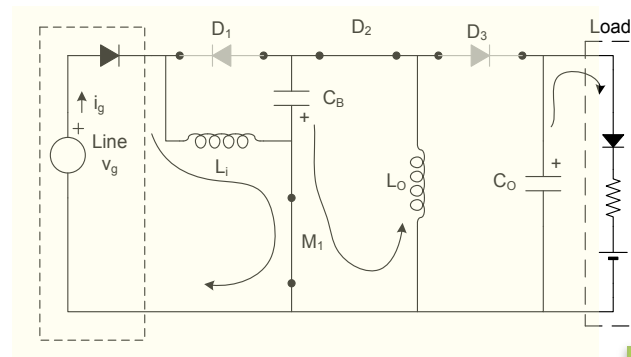 D1
D2
D3
Load
ig
+
Line
vg
CB
+
Li
LO
CO
+
M1